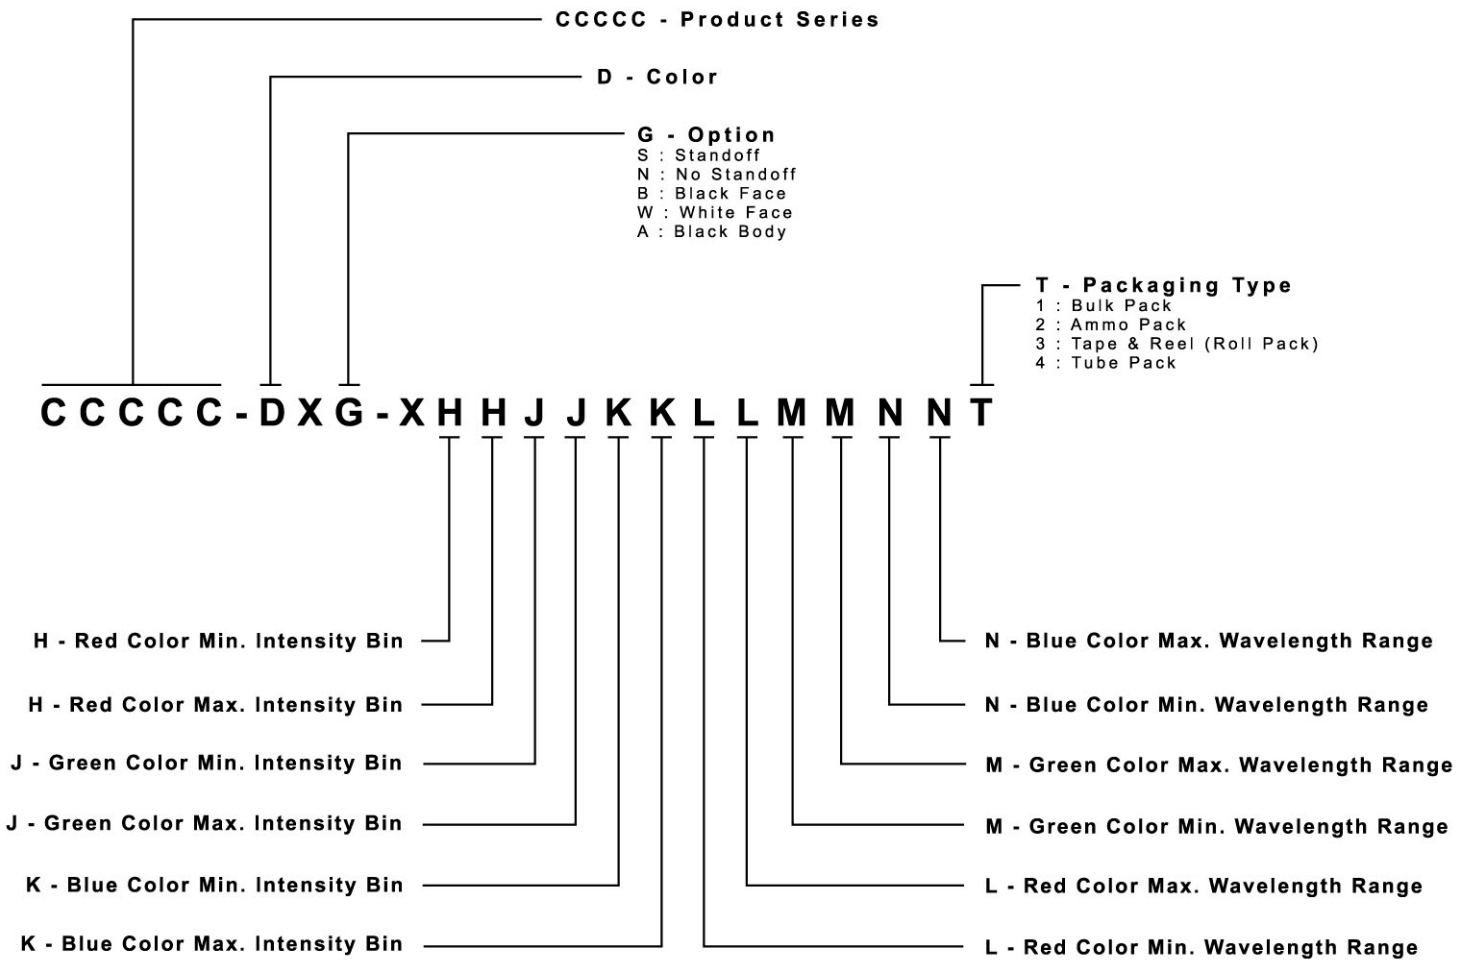 CCCCC - Product Series
D - Color
G - Option
S : Standoff
N : No Standoff
B : Black Face
W : White Face
A : Black Body
T - Packaging Type
1 : Bulk Pack
2 : Ammo Pack
3 : Tape & Reel (Roll Pack)
4 : Tube Pack
C C C C C - D X G - X H H J J K K L L M M N N T
H - Red Color Min. Intensity Bin
H - Red Color Max. Intensity Bin
J - Green Color Min. Intensity Bin
J - Green Color Max. Intensity Bin
K - Blue Color Min. Intensity Bin
K - Blue Color Max. Intensity Bin
N - Blue Color Max. Wavelength Range
N - Blue Color Min. Wavelength Range
M - Green Color Max. Wavelength Range
M - Green Color Min. Wavelength Range
L - Red Color Max. Wavelength Range
L - Red Color Min. Wavelength Range